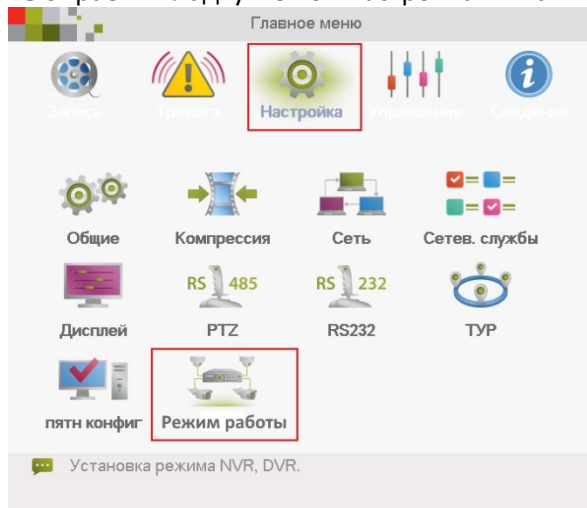 Главное меню
Запись Тревога Настройка Управление Сведения
Общие Компрессия Сеть Сетев. службы
RS 485 RS 232
Дисплей PTZ RS232 ТУР
пятн конфиг Режим работы
Установка режима NVR, DVR.